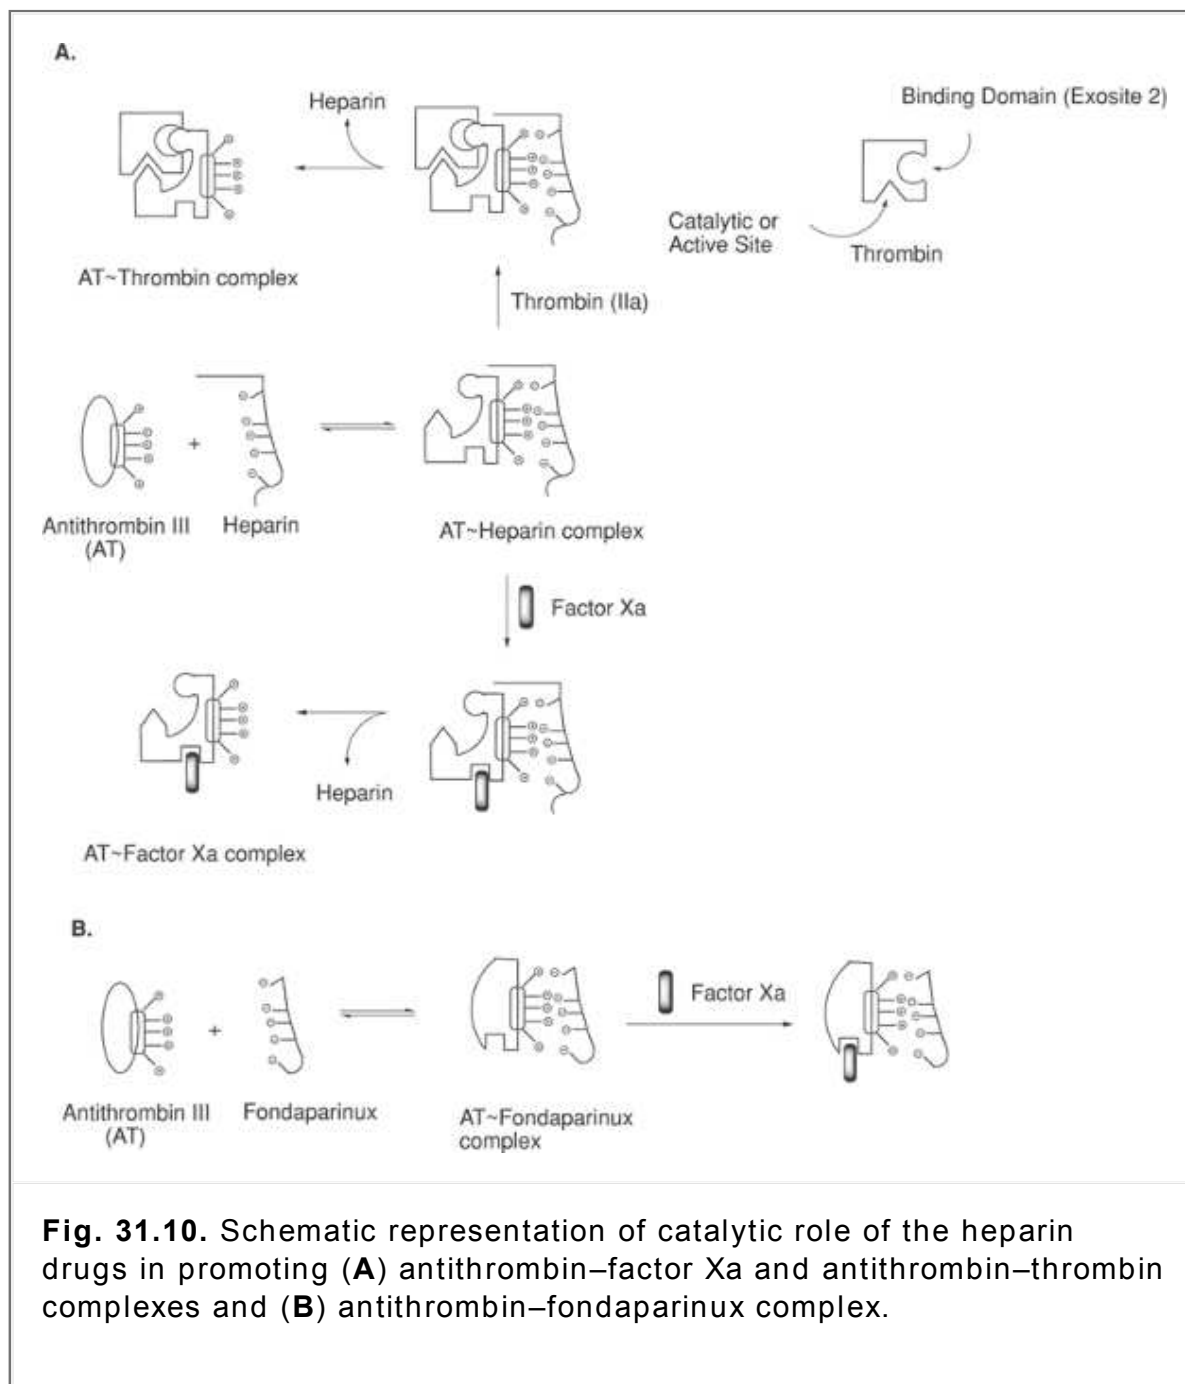 A.
Heparin
Binding Domain (Exosite 2)
Catalytic or
Active Site
Thrombin
AT~Thrombin complex
Thrombin (IIa)
+
Antithrombin III
(AT)
Heparin
AT~Heparin complex
Factor Xa
Heparin
AT~Factor Xa complex
B.
+
Factor Xa
Antithrombin III
(AT)
Fondaparinux
AT~Fondaparinux
complex
Fig. 31.10. Schematic representation of catalytic role of the heparin
drugs in promoting (A) antithrombin–factor Xa and antithrombin–thrombin
complexes and (B) antithrombin–fondaparinux complex.